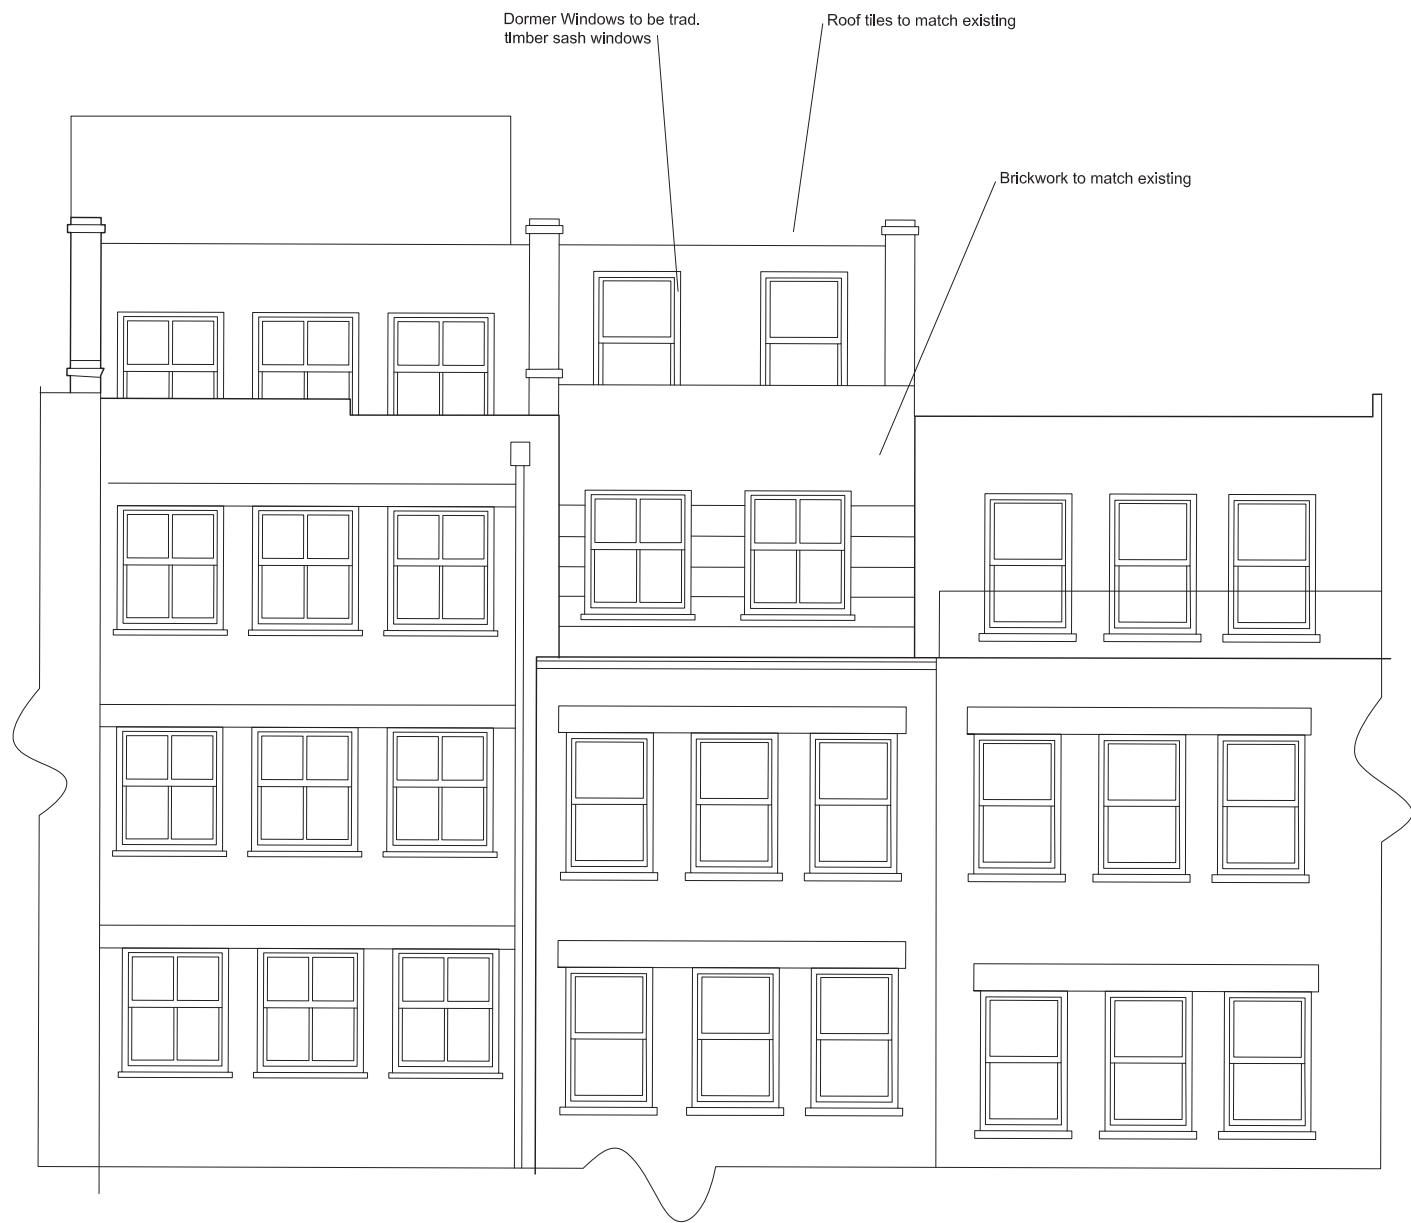 Dormer Windows to be trad.
timber sash windows
Roof tiles to match existing
Brickwork to match existing